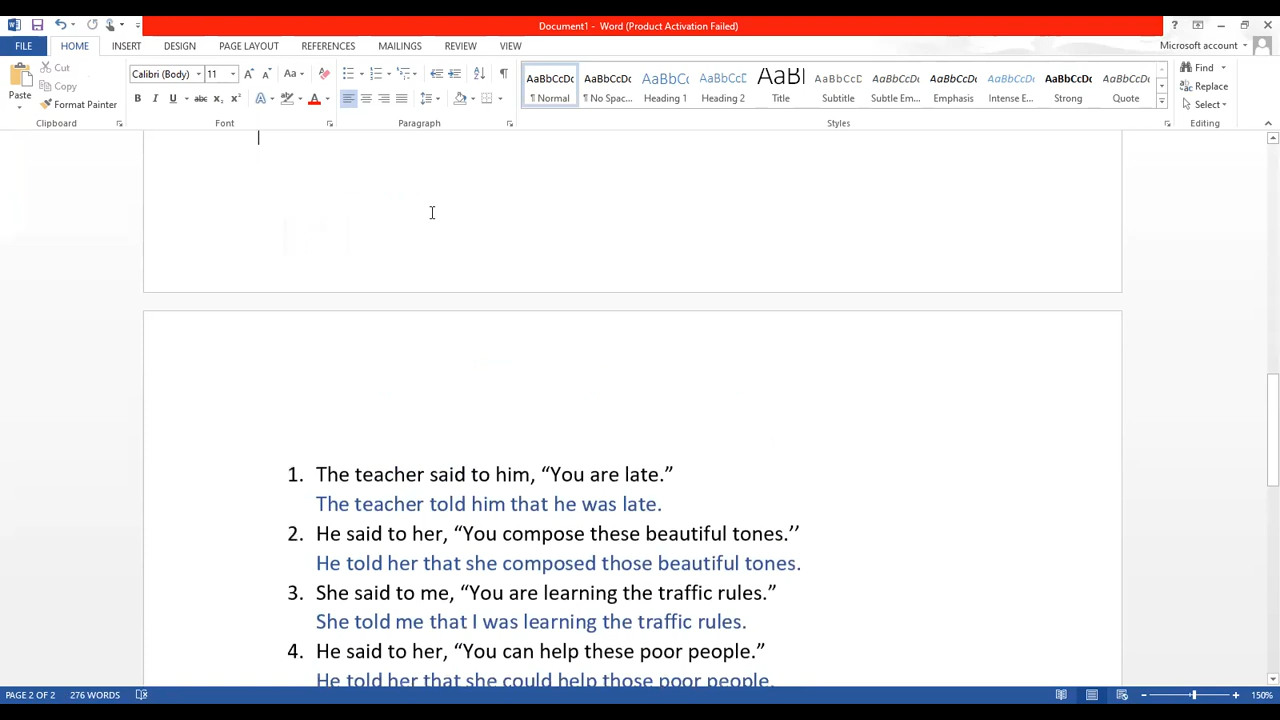 Document1 - Word (Product Activation Failed)
FILE HOME INSERT DESIGN PAGE LAYOUT REFERENCES MAILINGS REVIEW VIEW Microsoft account
Paste Cut Copy Format Painter
Calibri (Body) 11
AaBbCcDc AaBbCcDc AaBbCc AaBbCcD AaBl AaBbCcD AaBbCcDc AaBbCcDc AaBbCcDc AaBbCcDc AaBbCcDc
¶ Normal ¶ No Spac... Heading 1 Heading 2 Title Subtitle Subtle Em... Emphasis Intense E... Strong Quote
Find Replace Select
Clipboard Font Paragraph Styles Editing
1. The teacher said to him, “You are late.”
The teacher told him that he was late.
2. He said to her, “You compose these beautiful tones.’’
He told her that she composed those beautiful tones.
3. She said to me, “You are learning the traffic rules.”
She told me that I was learning the traffic rules.
4. He said to her, “You can help these poor people.”
He told her that she could help those poor people.
PAGE 2 OF 2 276 WORDS 150%